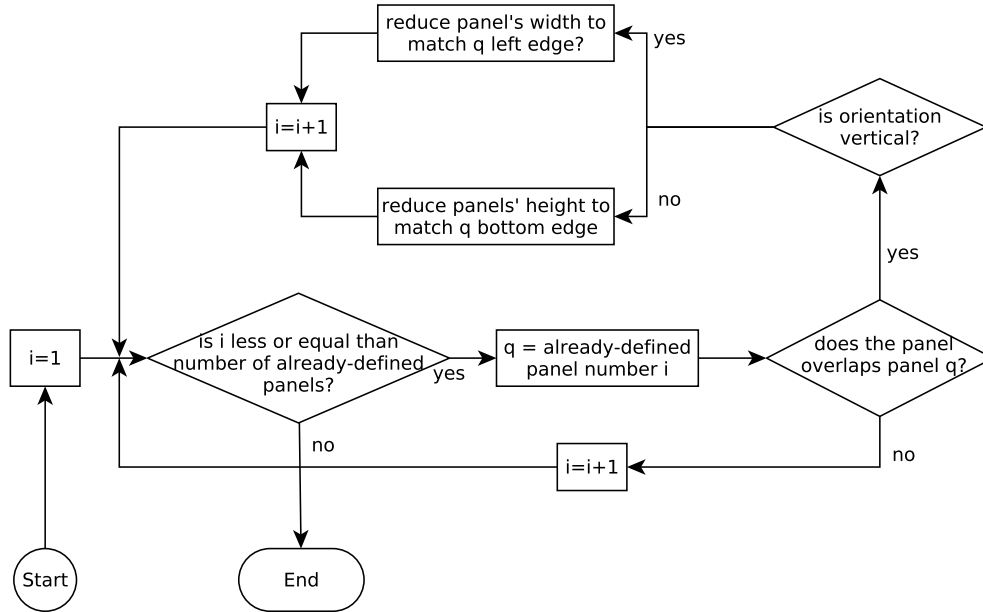 reduce panel's width to
match q left edge?
yes
i=i+1
is orientation
vertical?
reduce panels' height to
match q bottom edge
no
yes
i=1
is i less or equal than
number of already-defined
panels?
yes
q = already-defined
panel number i
does the panel
overlaps panel q?
no
i=i+1
no
Start
End